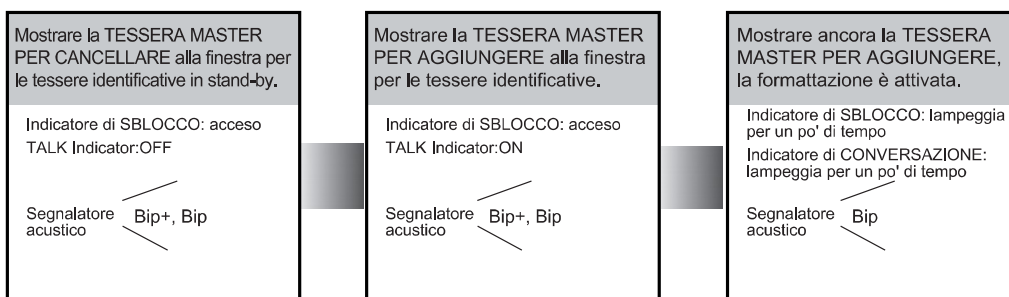 Mostrare la TESSERA MASTER
PER CANCELLARE alla finestra per
le tessere identificative in stand-by.
Indicatore di SBLOCCO: acceso
TALK Indicator:OFF
Segnalatore
acustico
Bip+, Bip
Mostrare la TESSERA MASTER
PER AGGIUNGERE alla finestra
per le tessere identificative.
Indicatore di SBLOCCO: acceso
TALK Indicator:ON
Segnalatore
acustico
Bip+, Bip
Mostrare ancora la TESSERA
MASTER PER AGGIUNGERE,
la formattazione è attivata.
Indicatore di SBLOCCO: lampeggia
per un po' di tempo
Indicatore di CONVERSAZIONE:
lampeggia per un po' di tempo
Segnalatore
acustico
Bip